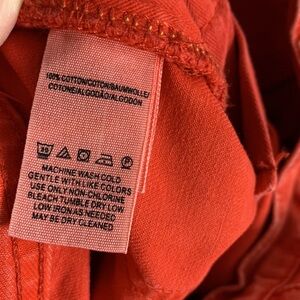 100% COTTON/COTON/BAUMWOLLE/
COTONE/ALGODÃO/ALGODON
30
MACHINE WASH COLD
GENTLE WITH LIKE COLORS
USE ONLY NON-CHLORINE
BLEACH TUMBLE DRY LOW
LOW IRON AS NEEDED
MAY BE DRY CLEANED